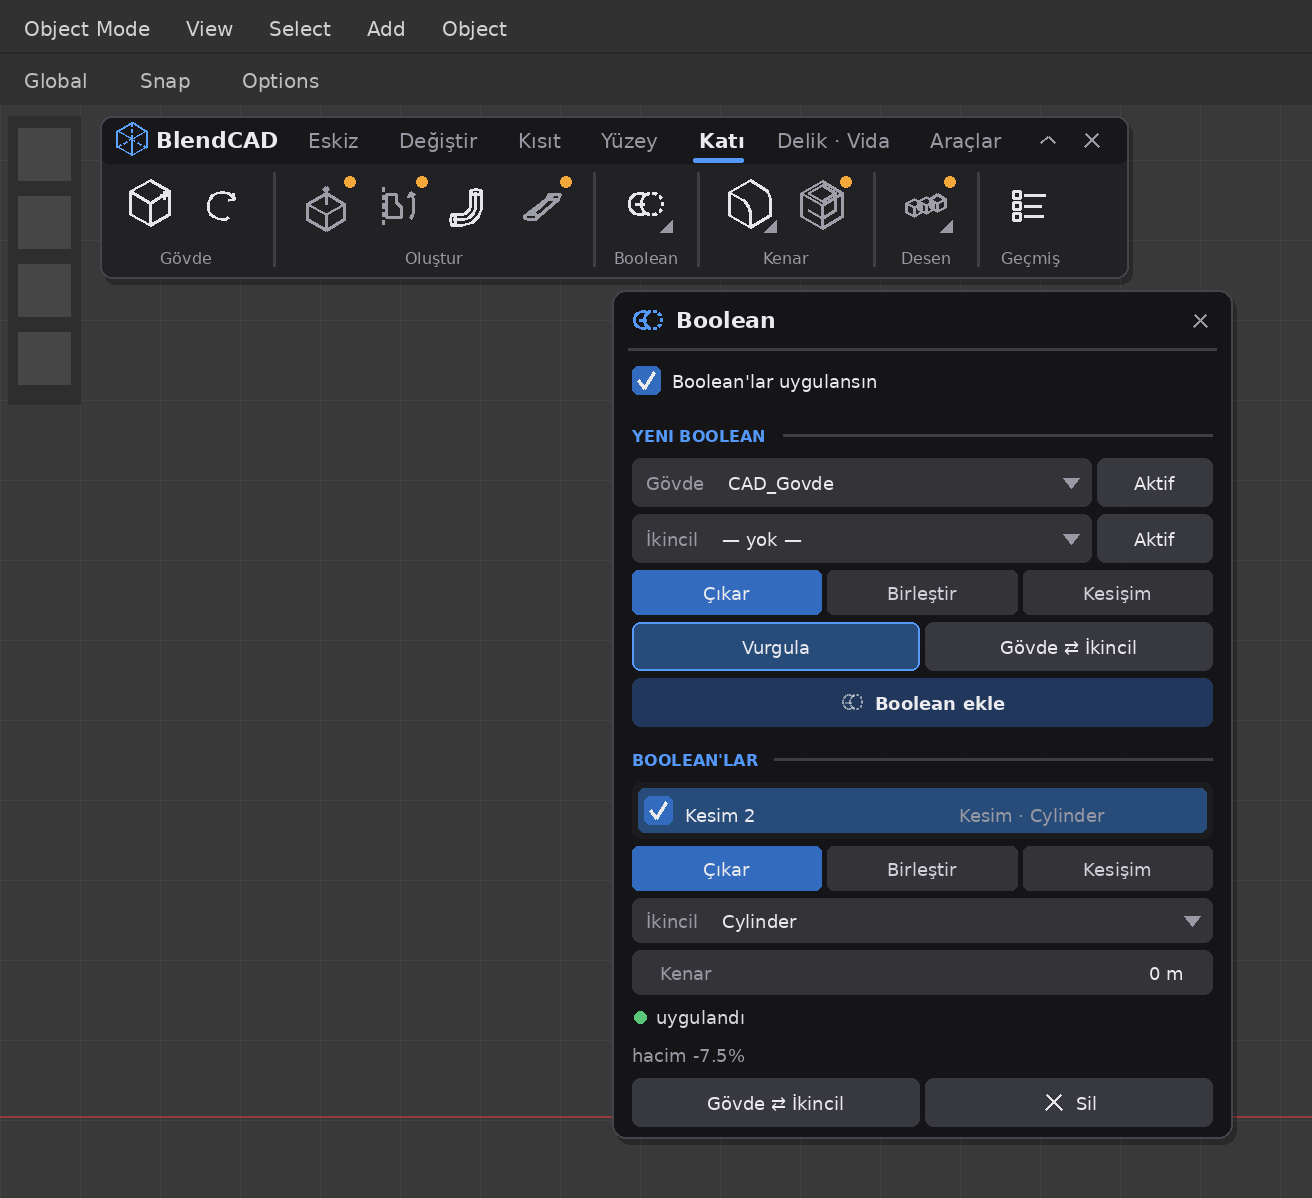 Object Mode View Select Add Object
Global Snap Options
BlendCAD Eskiz Değiştir Kısıt Yüzey Katı Delik · Vida Araçlar
Gövde Oluştur Boolean Kenar Desen Geçmiş
Boolean
Boolean'lar uygulansın
YENI BOOLEAN
Gövde CAD_Govde Aktif
İkincil — yok — Aktif
Çıkar Birleştir Kesişim
Vurgula Gövde ⇄ İkincil
Boolean ekle
BOOLEAN'LAR
Kesim 2 Kesim · Cylinder
Çıkar Birleştir Kesişim
İkincil Cylinder
Kenar 0 m
uygulandı
hacim -7.5%
Gövde ⇄ İkincil Sil